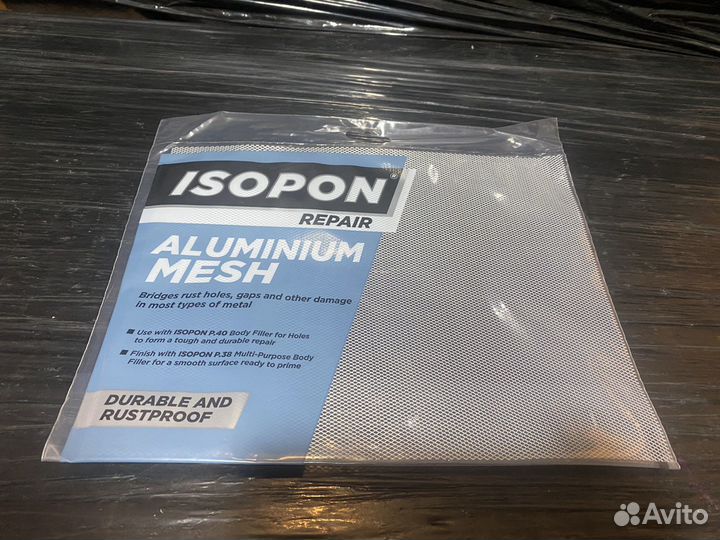 ISOPON®
REPAIR
ALUMINIUM
MESH
Bridges rust holes, gaps and other damage
in most types of metal
Use with ISOPON P.40 Body Filler for Holes
to form a tough and durable repair
Finish with ISOPON P.38 Multi-Purpose Body
Filler for a smooth surface ready to prime
DURABLE AND
RUSTPROOF
Avito